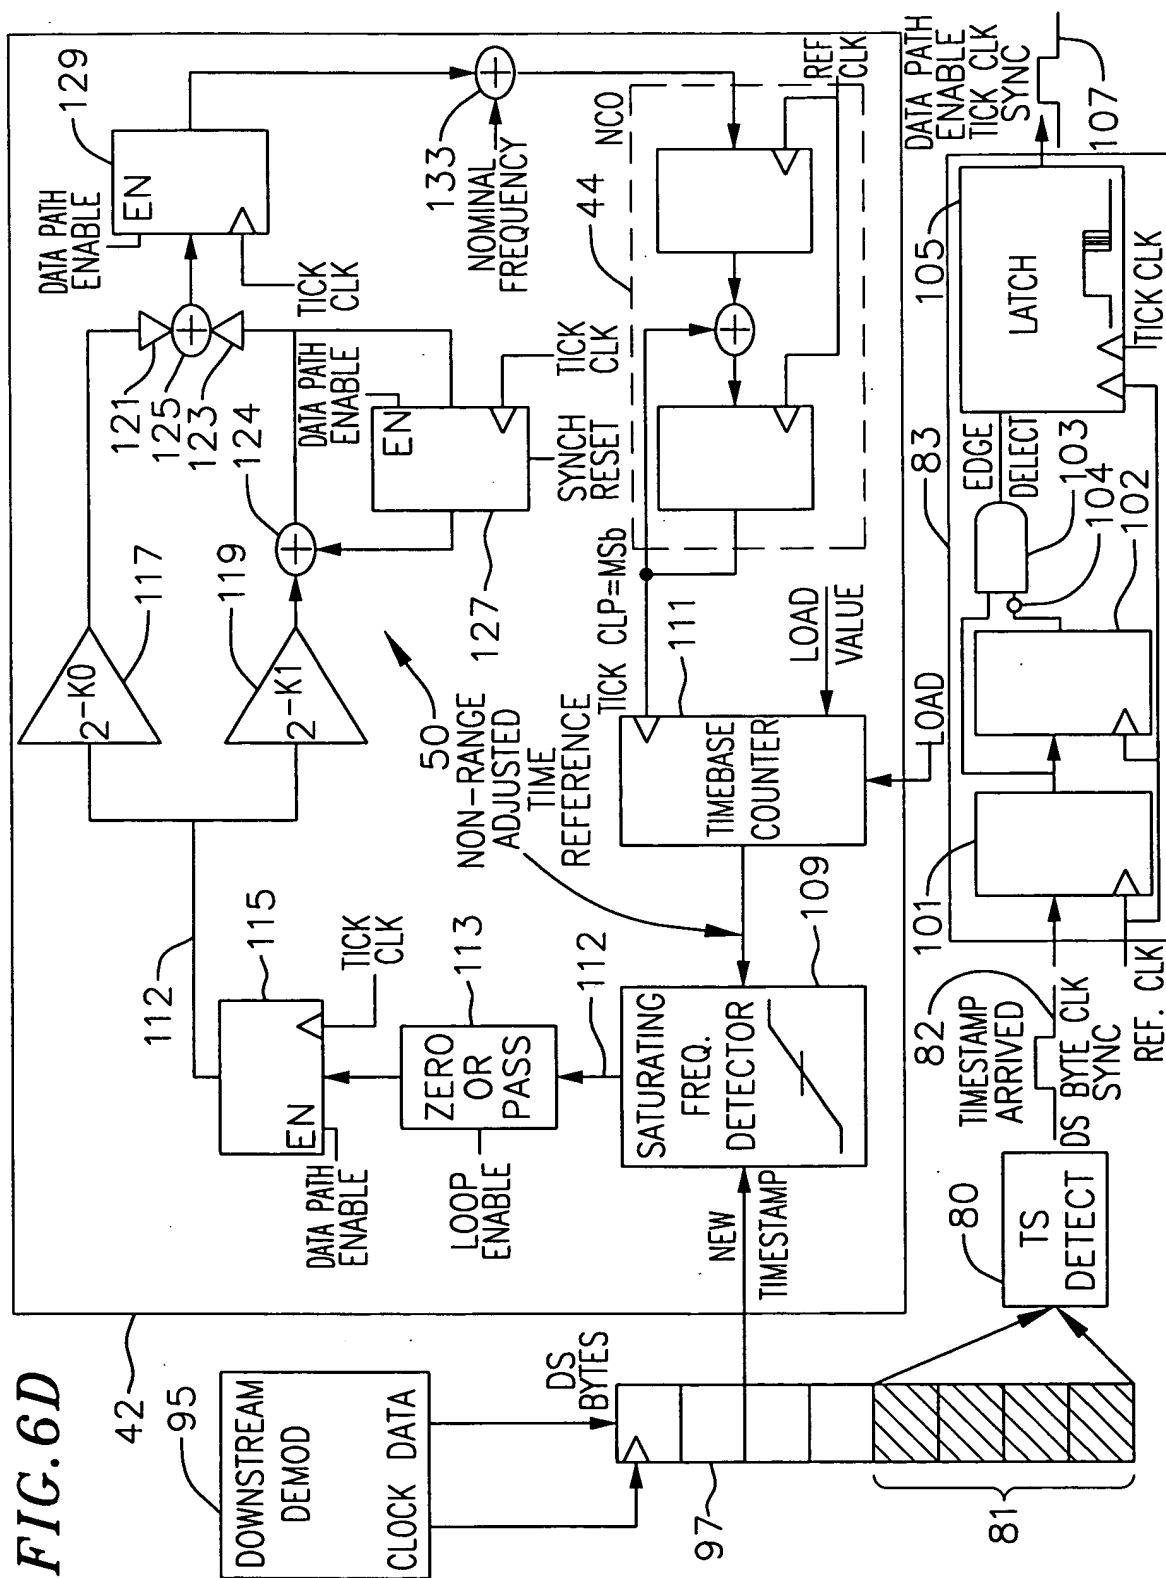 FIG. 6D
42
95
DOWNSTREAM
DEMOD
CLOCK DATA
DS
BYTES
97
81
80
TS
DETECT
NEW
TIMESTAMP
SATURATING
FREQ.
DETECTOR
109
112
ZERO
OR
PASS
113
LOOP
ENABLE
DATA PATH
ENABLE
EN
115
TICK
CLK
112
2-K0
117
2-K1
119
50
NON-RANGE
ADJUSTED
TIME
REFERENCE
TIMEBASE
COUNTER
111
LOAD
VALUE
LOAD
TICK CLP=MSb
121
125
123
124
127
DATA PATH
ENABLE
EN
TICK
CLK
SYNCH
RESET
DATA PATH
ENABLE
EN
129
TICK
CLK
133
NOMINAL
FREQUENCY
44
NCO
REF
CLK
82
TIMESTAMP
ARRIVED
DS BYTE CLK
SYNC
REF. CLK
101
83
EDGE
DELECT
103
104
102
LATCH
105
TICK CLK
DATA PATH
ENABLE
TICK CLK
SYNC
107